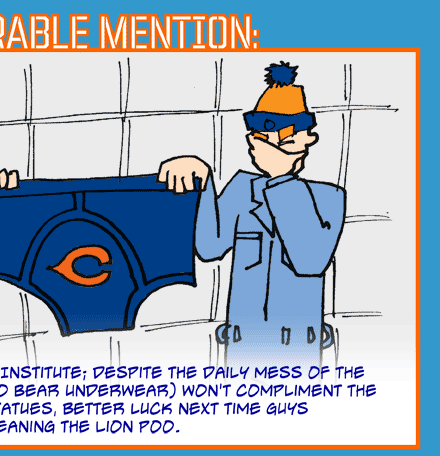 RABLE MENTION:
C
INSTITUTE; DESPITE THE DAILY MESS OF THE
D BEAR UNDERWEAR) WON'T COMPLIMENT THE
ATUES, BETTER LUCK NEXT TIME GUYS
EANING THE LION POO.